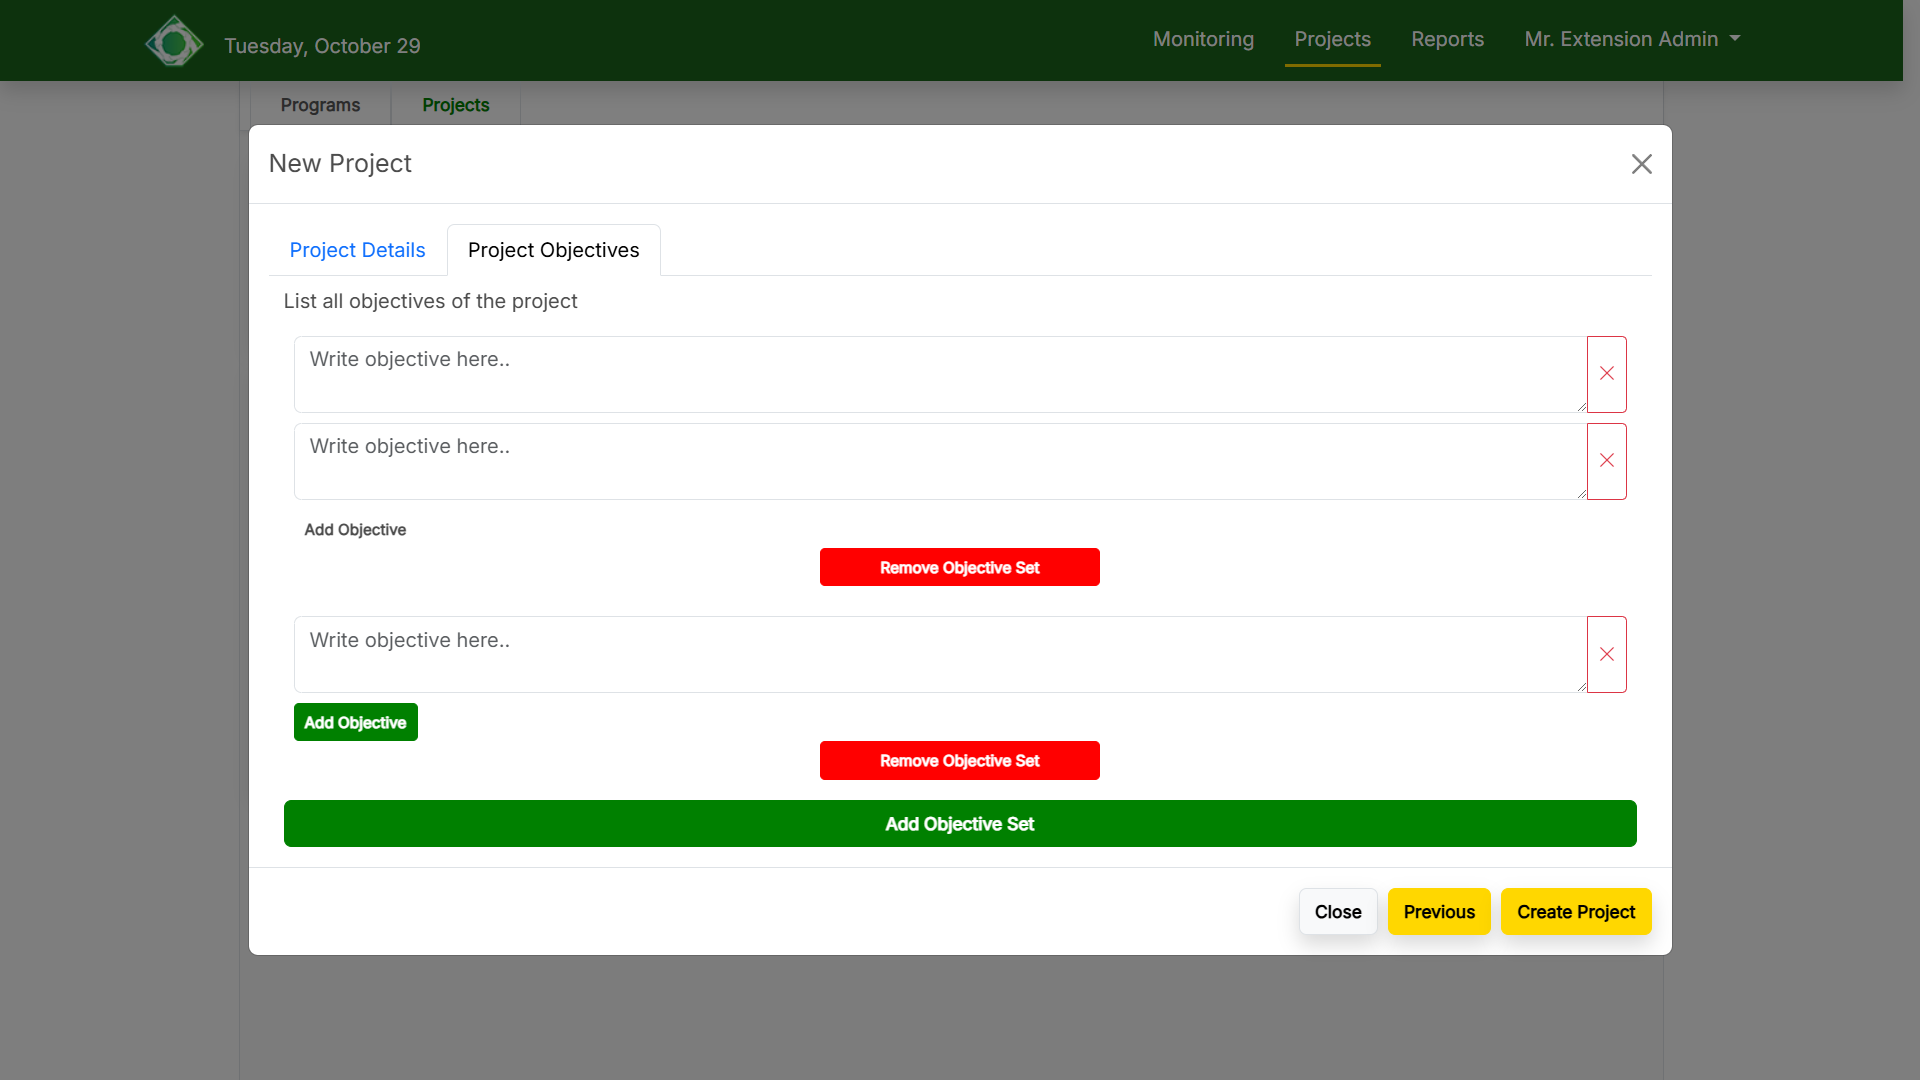 Tuesday, October 29
Monitoring Projects Reports Mr. Extension Admin
Programs Projects
New Project
Project Details Project Objectives
List all objectives of the project
Write objective here..
Write objective here..
Add Objective
Remove Objective Set
Write objective here..
Add Objective
Remove Objective Set
Add Objective Set
Close Previous Create Project